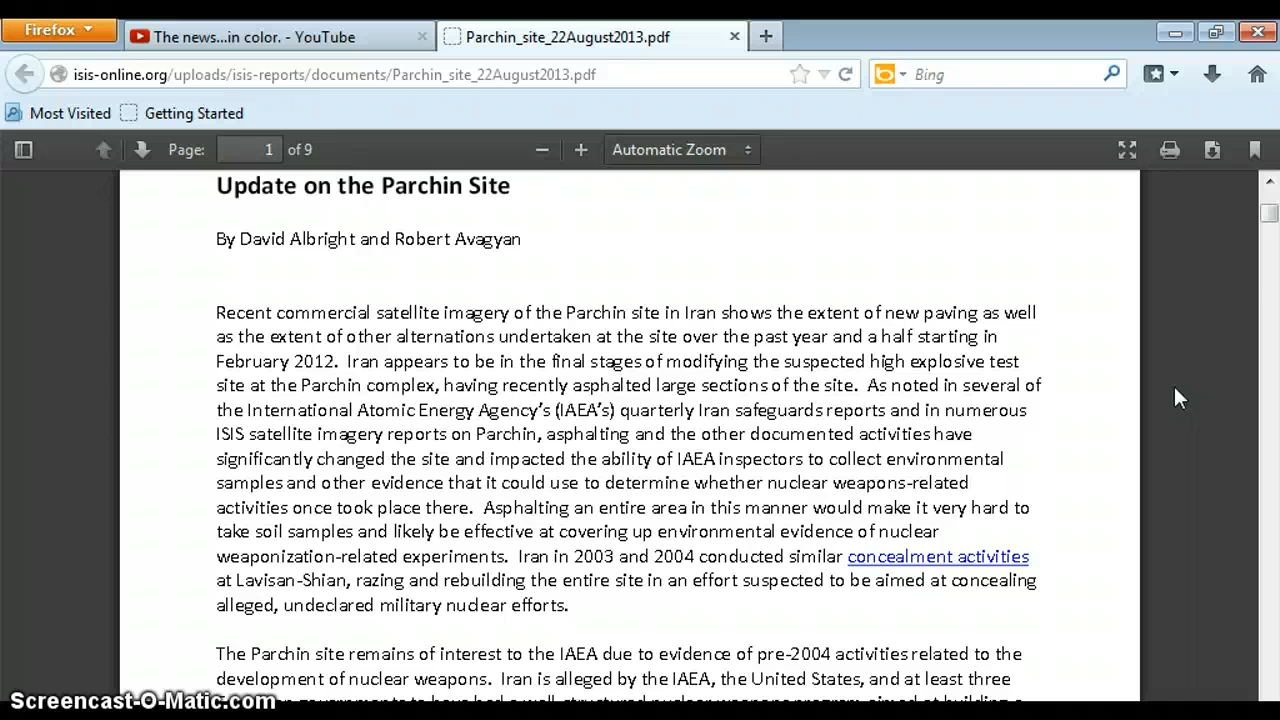 Firefox
The news...in color. - YouTube
Parchin_site_22August2013.pdf
isis-online.org/uploads/isis-reports/documents/Parchin_site_22August2013.pdf
Bing
Most Visited
Getting Started
Page: 1 of 9
Automatic Zoom
Update on the Parchin Site
By David Albright and Robert Avagyan
Recent commercial satellite imagery of the Parchin site in Iran shows the extent of new paving as well
as the extent of other alternations undertaken at the site over the past year and a half starting in
February 2012. Iran appears to be in the final stages of modifying the suspected high explosive test
site at the Parchin complex, having recently asphalted large sections of the site. As noted in several of
the International Atomic Energy Agency's (IAEA's) quarterly Iran safeguards reports and in numerous
ISIS satellite imagery reports on Parchin, asphalting and the other documented activities have
significantly changed the site and impacted the ability of IAEA inspectors to collect environmental
samples and other evidence that it could use to determine whether nuclear weapons-related
activities once took place there. Asphalting an entire area in this manner would make it very hard to
take soil samples and likely be effective at covering up environmental evidence of nuclear
weaponization-related experiments. Iran in 2003 and 2004 conducted similar concealment activities
at Lavisan-Shian, razing and rebuilding the entire site in an effort suspected to be aimed at concealing
alleged, undeclared military nuclear efforts.
The Parchin site remains of interest to the IAEA due to evidence of pre-2004 activities related to the
development of nuclear weapons. Iran is alleged by the IAEA, the United States, and at least three
Screencast-O-Matic.com